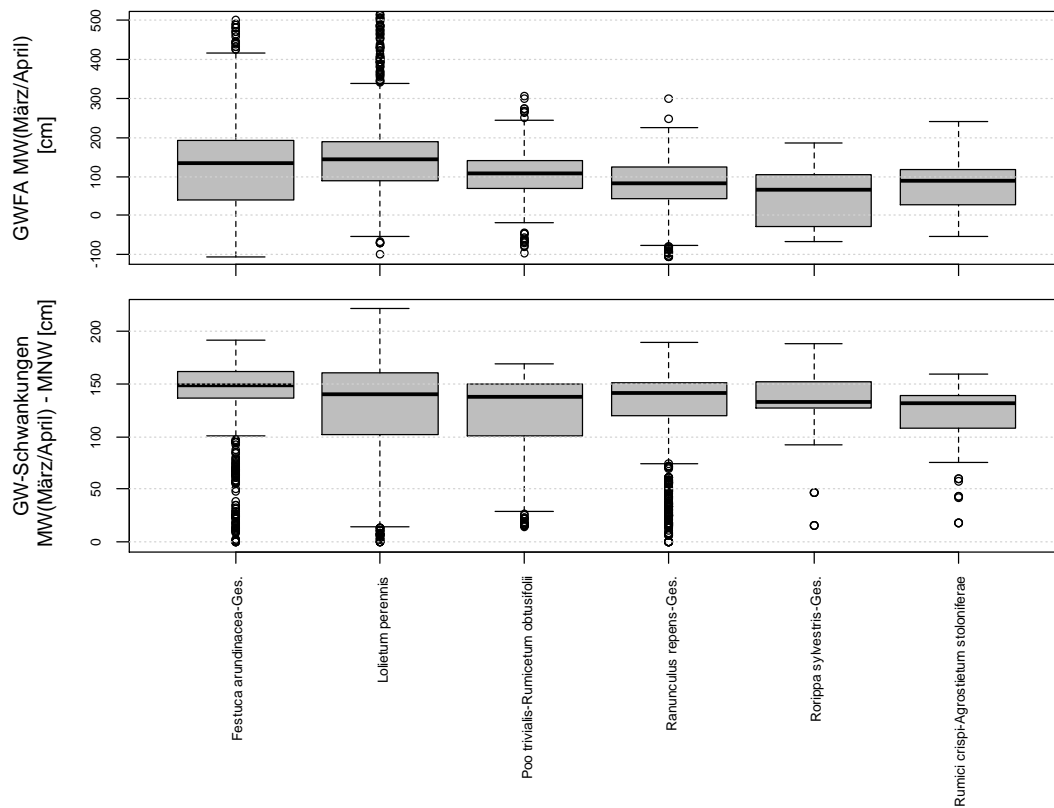 GWFA MW(März/April)
[cm]
500
400
300
200
100
0
-100
GW-Schwankungen
MW(März/April) - MNW [cm]
200
150
100
50
0
Festuca arundinacea-Ges.
Lolietum perennis
Poo trivialis-Rumicetum obtusifolii
Ranunculus repens-Ges.
Rorippa sylvestris-Ges.
Rumici crispi-Agrostietum stoloniferae